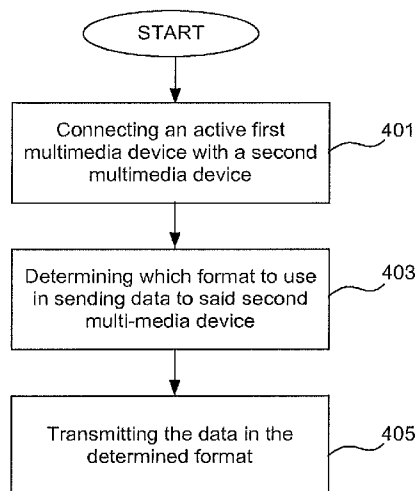 START
Connecting an active first
multimedia device with a second
multimedia device
401
Determining which format to use
in sending data to said second
multi-media device
403
Transmitting the data in the
determined format
405